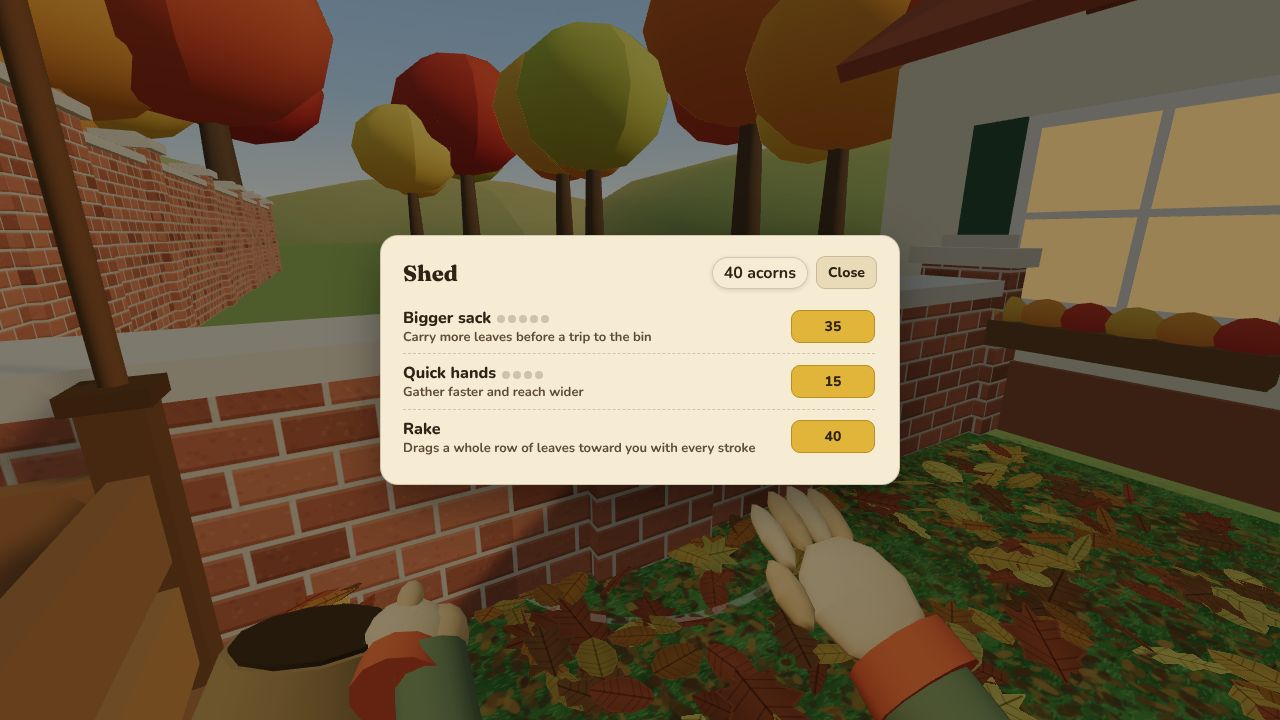 Shed
40 acorns
Close
Bigger sack
Carry more leaves before a trip to the bin
35
Quick hands
Gather faster and reach wider
15
Rake
Drags a whole row of leaves toward you with every stroke
40